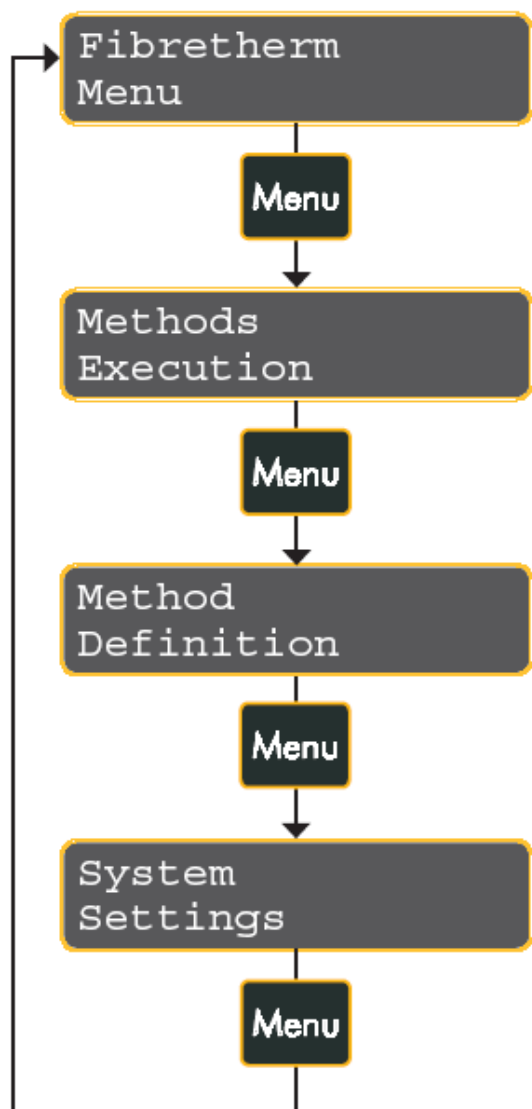 Fibretherm
Menu
Menu
Methods
Execution
Menu
Method
Definition
Menu
System
Settings
Menu